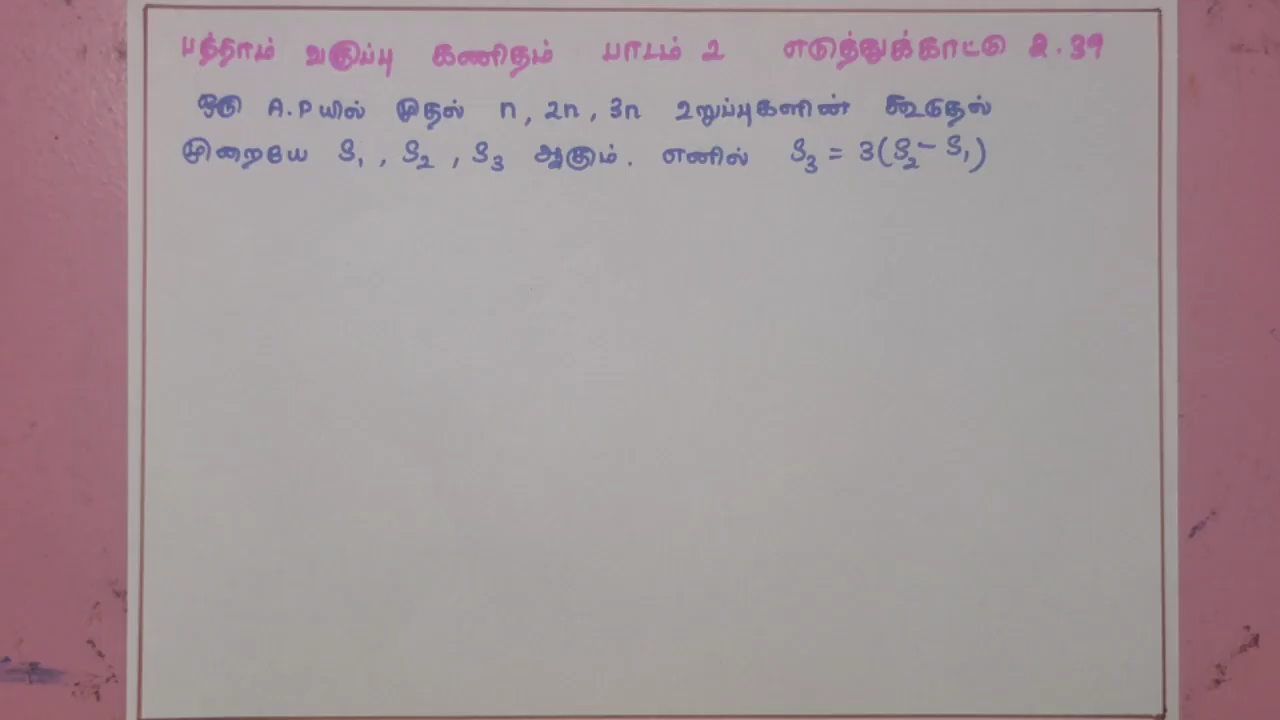 பத்தாம் வகுப்பு கணிதம் பாடம் 2 எடுத்துக்காட்டு 2.39
ஒரு A.P யில் முதல் n, 2n, 3n உறுப்புகளின் கூடுதல்
முறையே S₁, S₂, S₃ ஆகும். எனில் S₃ = 3(S₂ - S₁)